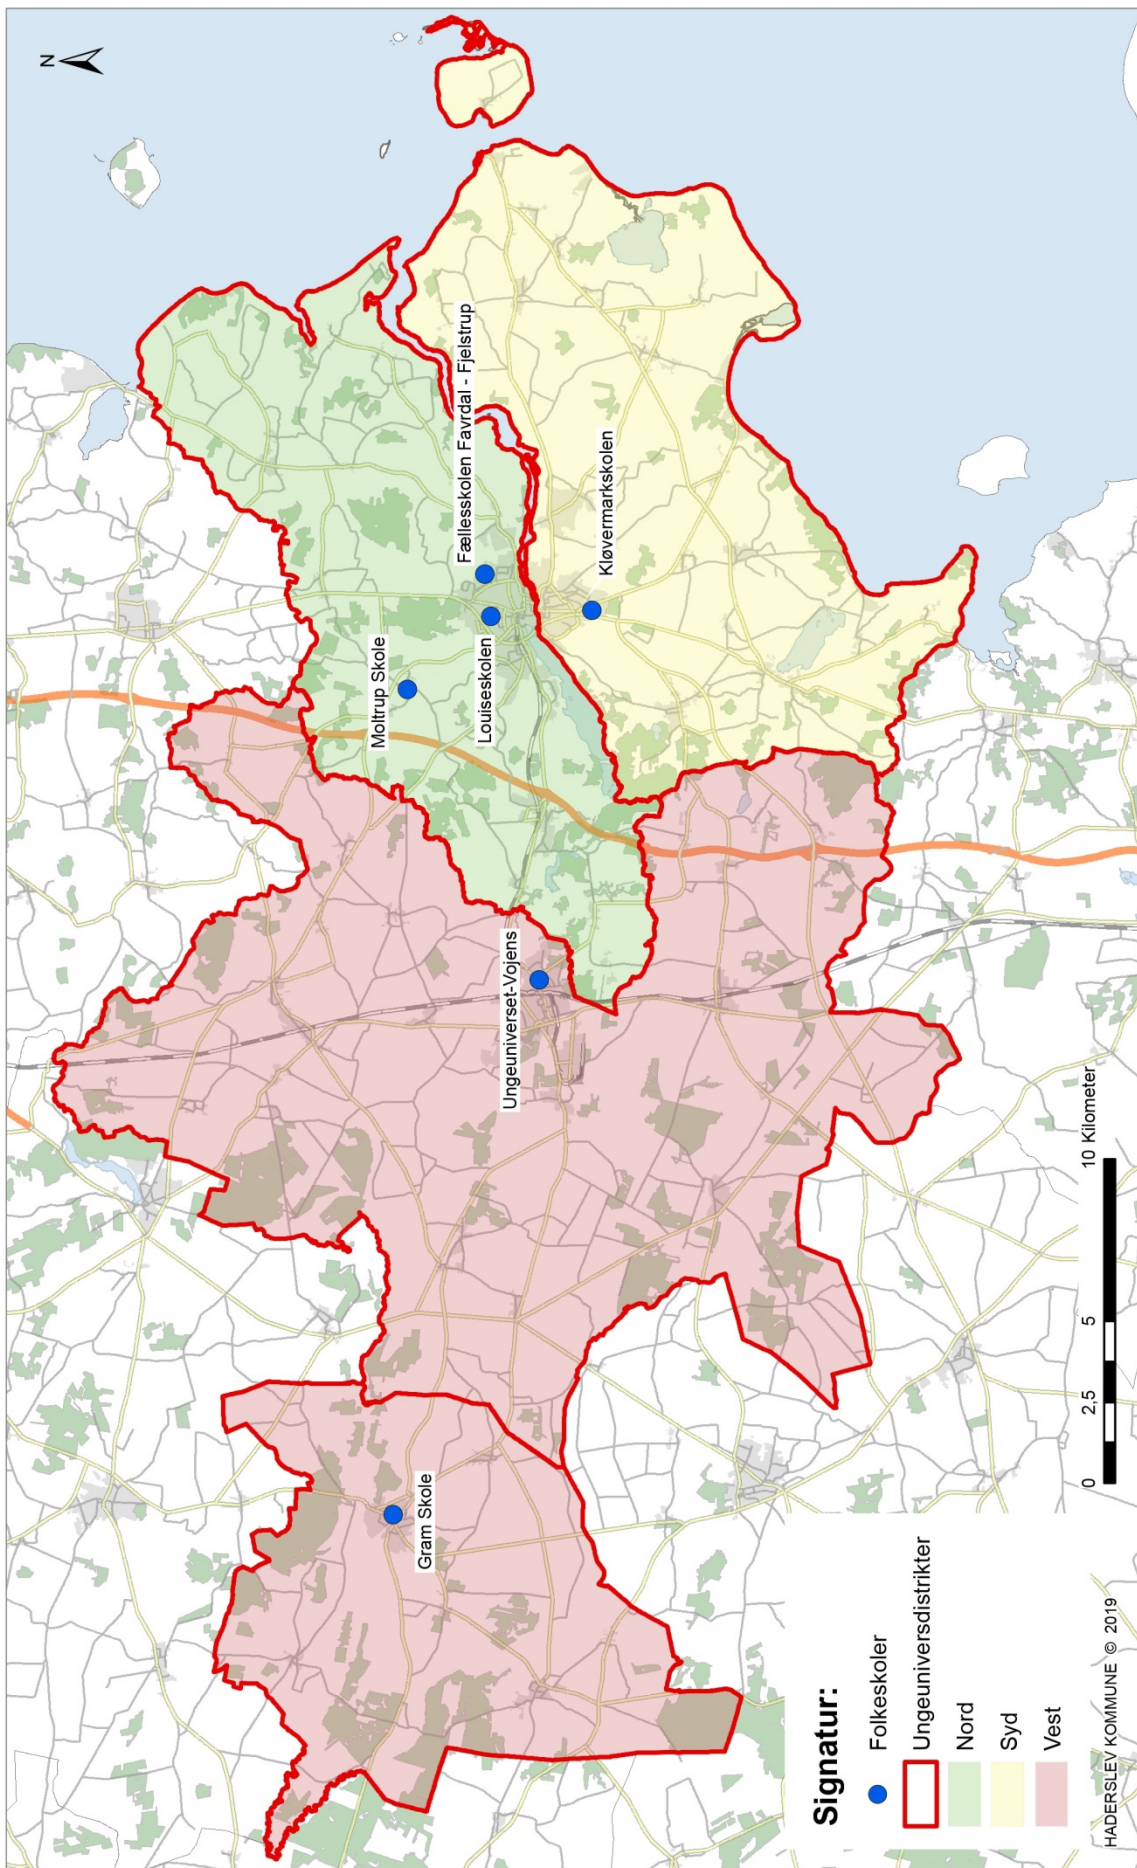 N
Fællesskolen Favrdal - Fjelstrup
Moltrup Skole
Louiseskolen
Kløvermarkskolen
Ungeuniverset-Vojens
Gram Skole
0 2,5 5 10 Kilometer
Signatur:
Folkeskoler
Ungeuniversdistrikter
Nord
Syd
Vest
HADERSLEV KOMMUNE © 2019